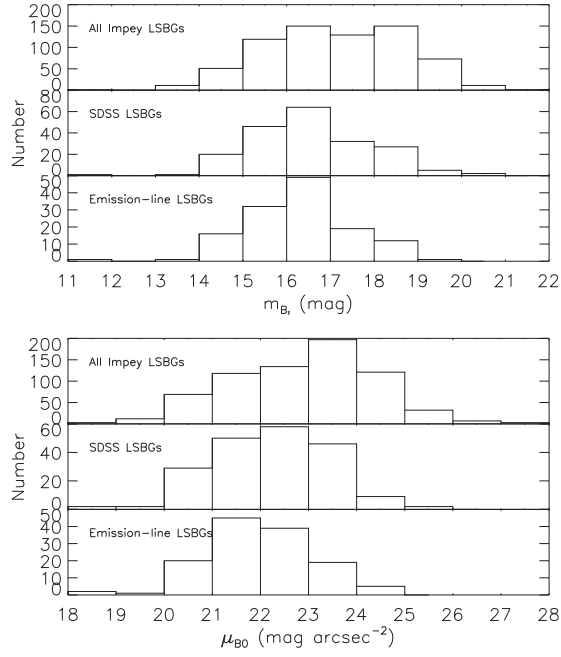 200
150
100
50
0
All Impey LSBGs
80
60
40
20
0
SDSS LSBGs
Number
40
30
20
10
0
Emission-line LSBGs
11 12 13 14 15 16 17 18 19 20 21 22
m_Bt (mag)
200
150
100
50
0
All Impey LSBGs
60
40
20
0
SDSS LSBGs
Number
50
40
30
20
10
0
Emission-line LSBGs
18 19 20 21 22 23 24 25 26 27 28
μ_B0 (mag arcsec⁻²)